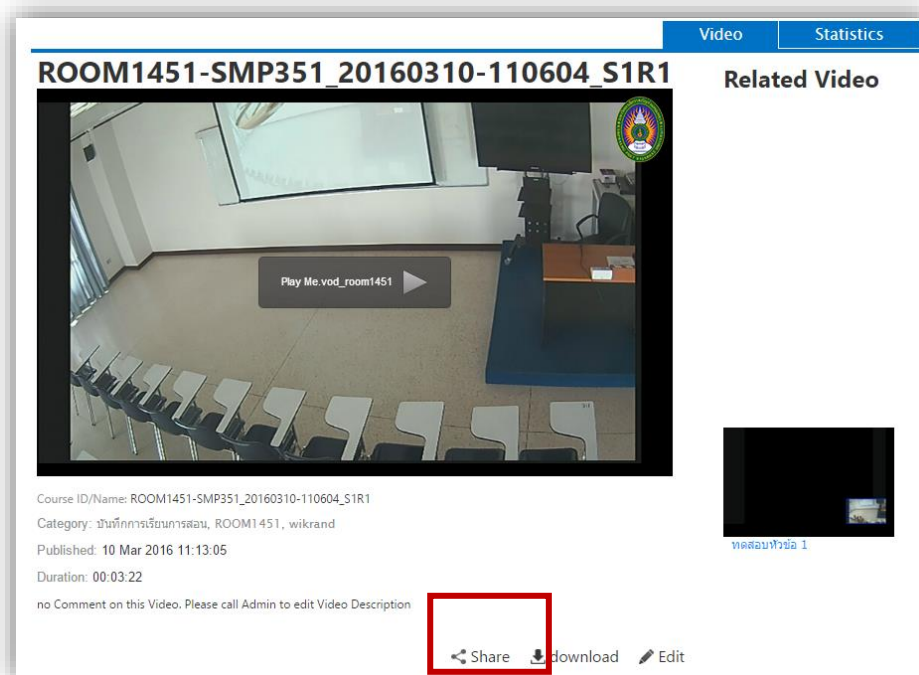 Video Statistics
ROOM1451-SMP351_20160310-110604_S1R1
Related Video
Play Me.vod_room1451
Course ID/Name: ROOM1451-SMP351_20160310-110604_S1R1
Category: บันทึกการเรียนการสอน, ROOM1451, wikrand
Published: 10 Mar 2016 11:13:05
Duration: 00:03:22
no Comment on this Video. Please call Admin to edit Video Description
ทดสอบหัวข้อ 1
Share download Edit